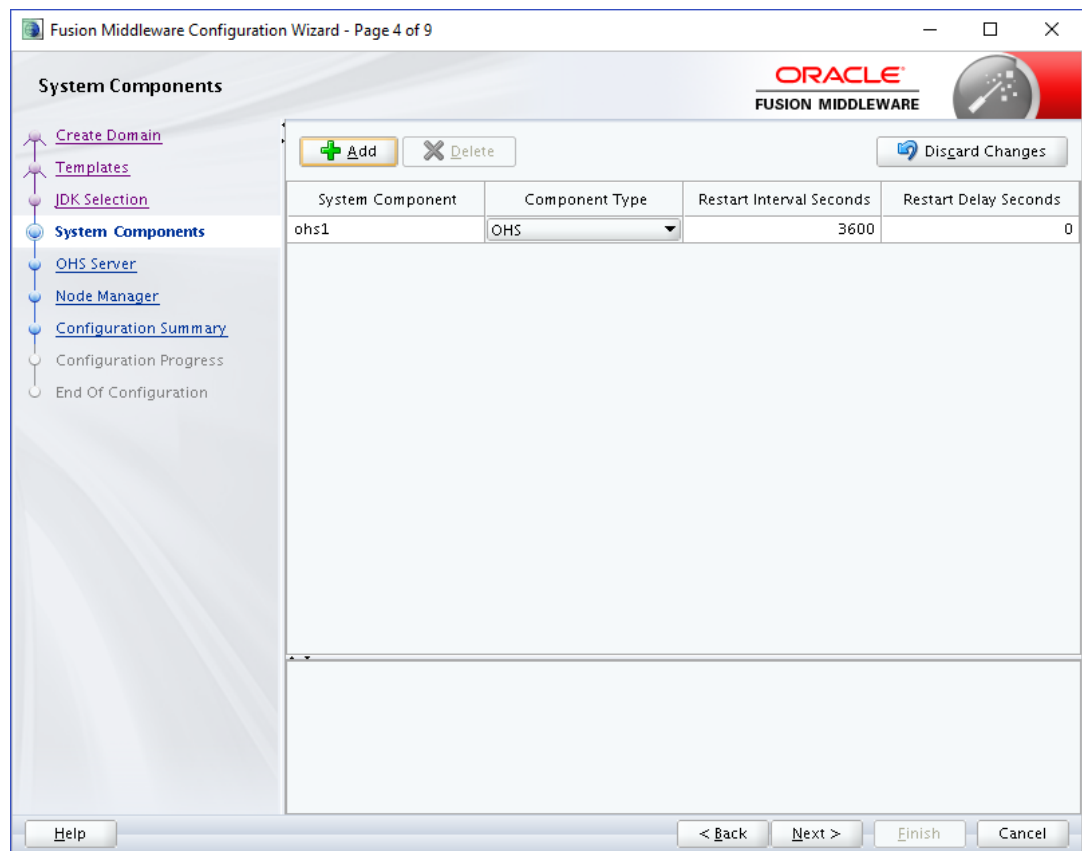 Fusion Middleware Configuration Wizard - Page 4 of 9
System Components
ORACLE
FUSION MIDDLEWARE
Create Domain
Templates
JDK Selection
System Components
OHS Server
Node Manager
Configuration Summary
Configuration Progress
End Of Configuration
Add Delete Discard Changes
System Component Component Type Restart Interval Seconds Restart Delay Seconds
ohs1 OHS 3600 0
Help < Back Next > Finish Cancel